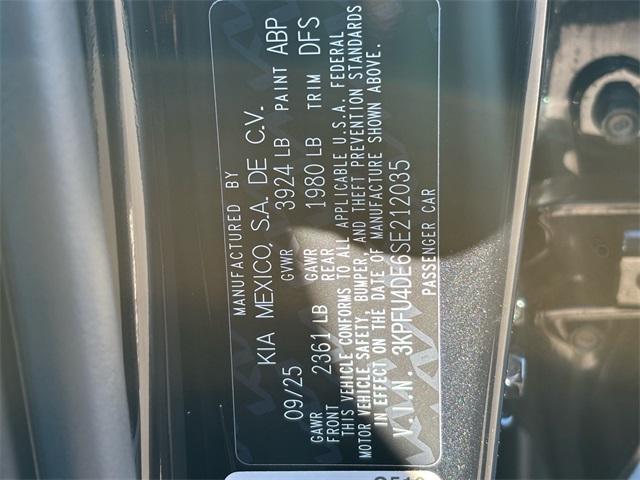 MANUFACTURED BY
KIA MEXICO, S.A. DE C.V.
09/25 GVWR 3924 LB PAINT ABP
GAWR FRONT 2361 LB GAWR REAR 1980 LB TRIM DFS
THIS VEHICLE CONFORMS TO ALL APPLICABLE U.S.A. FEDERAL
MOTOR VEHICLE SAFETY, BUMPER, AND THEFT PREVENTION STANDARDS
IN EFFECT ON THE DATE OF MANUFACTURE SHOWN ABOVE.
V.I.N. 3KPFU4DE6SE212035
PASSENGER CAR